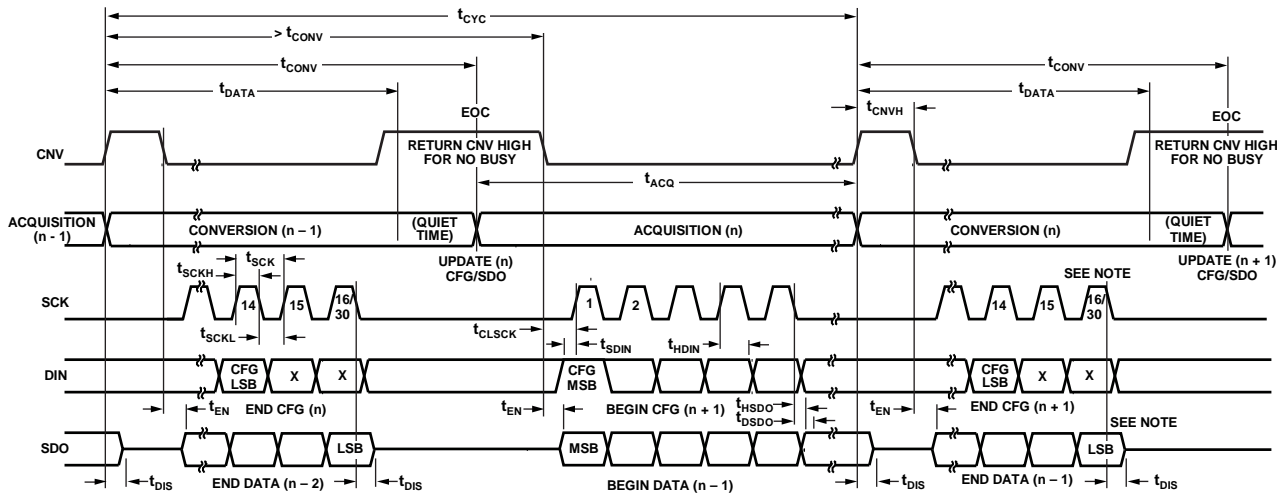 tCYC
> tCONV
tCONV
tCONV
tDATA
tDATA
tCNVH
EOC
EOC
CNV
RETURN CNV HIGH
FOR NO BUSY
RETURN CNV HIGH
FOR NO BUSY
tACQ
ACQUISITION
(n - 1)
CONVERSION (n – 1)
(QUIET
TIME)
ACQUISITION (n)
CONVERSION (n)
(QUIET
TIME)
UPDATE (n)
CFG/SDO
UPDATE (n + 1)
CFG/SDO
tSCK
tSCKH
SEE NOTE
SCK
14
15
16/
30
1
2
14
15
16/
30
tSCKL
tCLSCK
tSDIN
tHDIN
DIN
CFG
LSB
X
X
CFG
MSB
CFG
LSB
X
X
tEN
END CFG (n)
tEN
BEGIN CFG (n + 1)
tHSDO
tDSDO
tEN
END CFG (n + 1)
SEE NOTE
SDO
LSB
MSB
LSB
tDIS
END DATA (n – 2)
tDIS
BEGIN DATA (n – 1)
tDIS
END DATA (n – 1)
tDIS